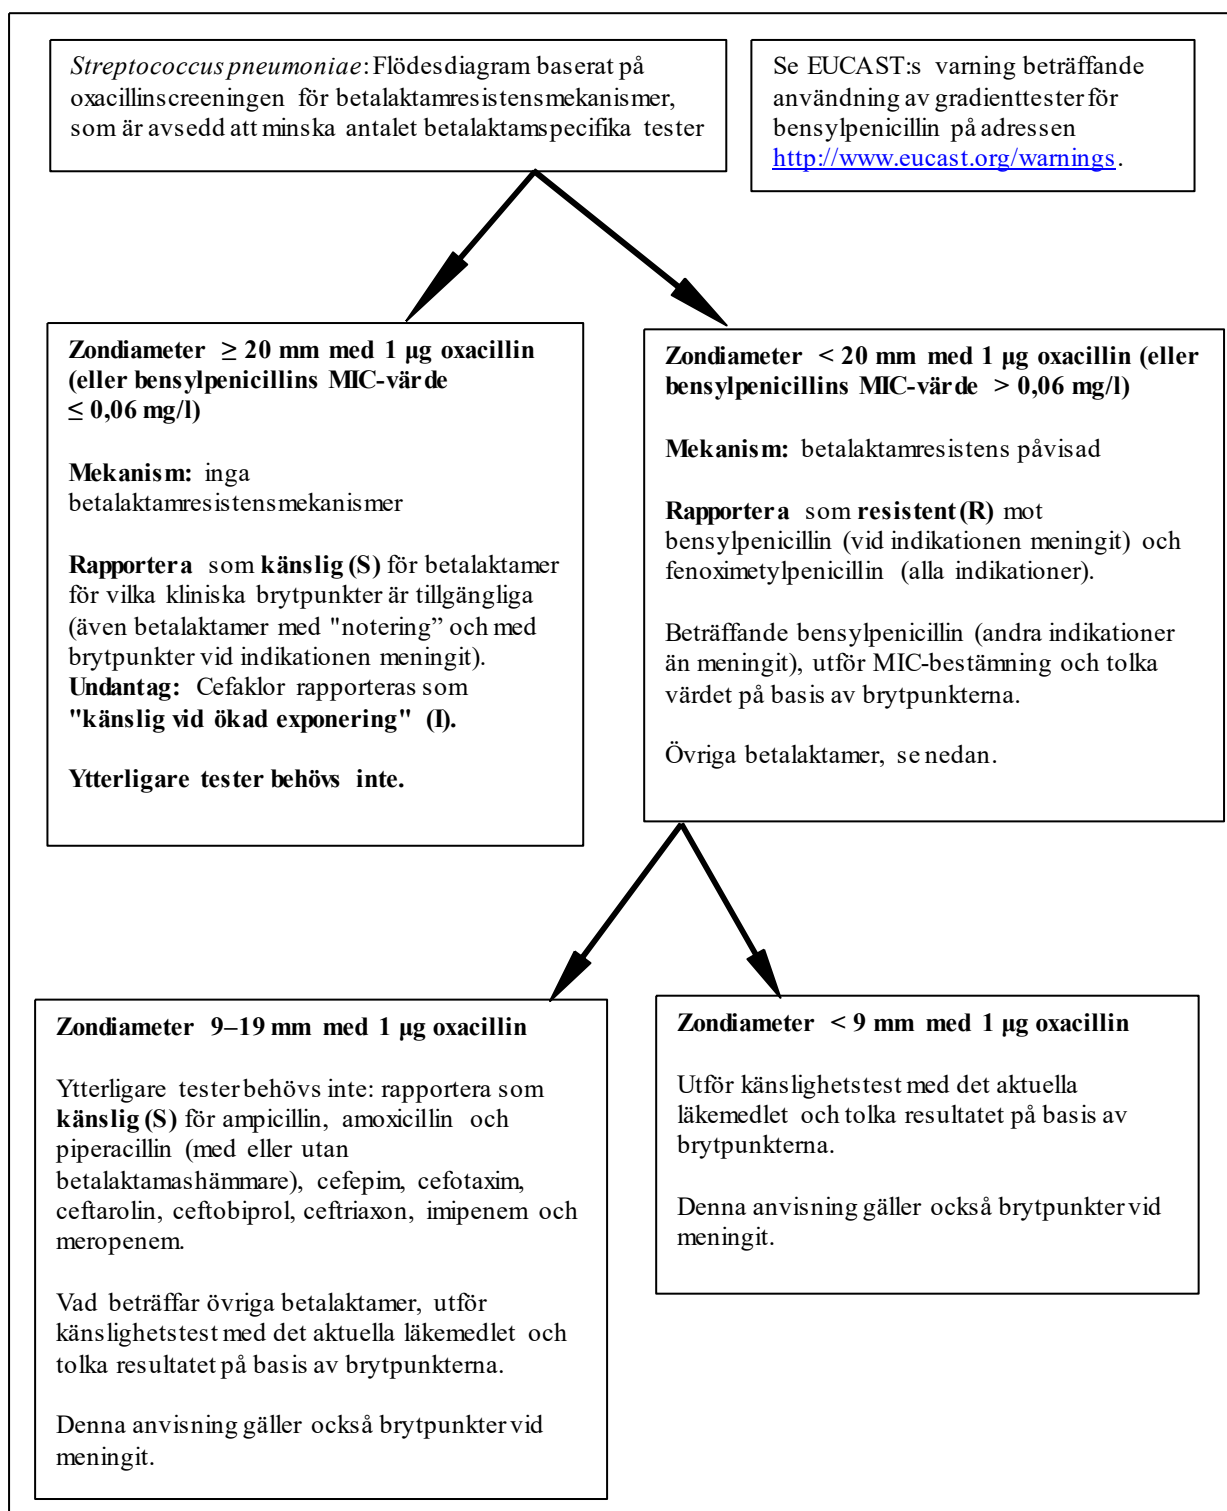 Streptococcus pneumoniae: Flödesdiagram baserat på
oxacillinscreeningen för betalaktamresistensmekanismer,
som är avsedd att minska antalet betalaktamspecifika tester
Se EUCAST:s varning beträffande
användning av gradienttester för
bensylpenicillin på adressen
http://www.eucast.org/warnings.
Zondiameter ≥ 20 mm med 1 µg oxacillin
(eller bensylpenicillins MIC-värde
≤ 0,06 mg/l)
Mekanism: inga
betalaktamresistensmekanismer
Rapportera som känslig (S) för betalaktamer
för vilka kliniska brytpunkter är tillgängliga
(även betalaktamer med "notering” och med
brytpunkter vid indikationen meningit).
Undantag: Cefaklor rapporteras som
"känslig vid ökad exponering" (I).
Ytterligare tester behövs inte.
Zondiameter < 20 mm med 1 µg oxacillin (eller
bensylpenicillins MIC-värde > 0,06 mg/l)
Mekanism: betalaktamresistens påvisad
Rapportera som resistent (R) mot
bensylpenicillin (vid indikationen meningit) och
fenoximetylpenicillin (alla indikationer).
Beträffande bensylpenicillin (andra indikationer
än meningit), utför MIC-bestämning och tolka
värdet på basis av brytpunkterna.
Övriga betalaktamer, se nedan.
Zondiameter 9–19 mm med 1 µg oxacillin
Ytterligare tester behövs inte: rapportera som
känslig (S) för ampicillin, amoxicillin och
piperacillin (med eller utan
betalaktamashämmare), cefepim, cefotaxim,
ceftarolin, ceftobiprol, ceftriaxon, imipenem och
meropenem.
Vad beträffar övriga betalaktamer, utför
känslighetstest med det aktuella läkemedlet och
tolka resultatet på basis av brytpunkterna.
Denna anvisning gäller också brytpunkter vid
meningit.
Zondiameter < 9 mm med 1 µg oxacillin
Utför känslighetstest med det aktuella
läkemedlet och tolka resultatet på basis av
brytpunkterna.
Denna anvisning gäller också brytpunkter vid
meningit.